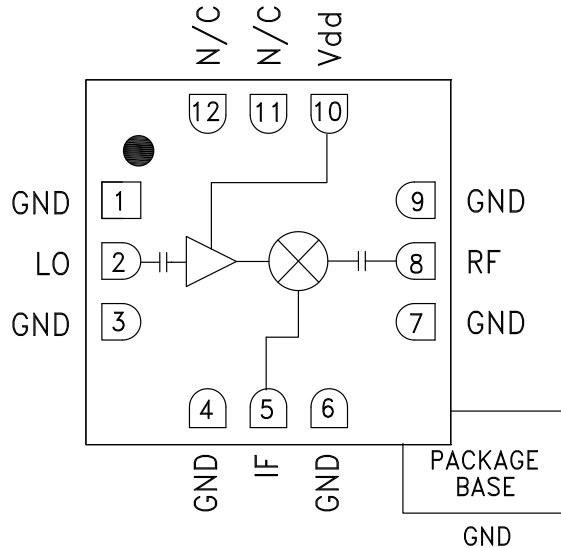 N/C N/C Vdd
12 11 10
GND 1 9 GND
LO 2 8 RF
GND 3 7 GND
4 5 6
GND IF GND
PACKAGE
BASE
GND